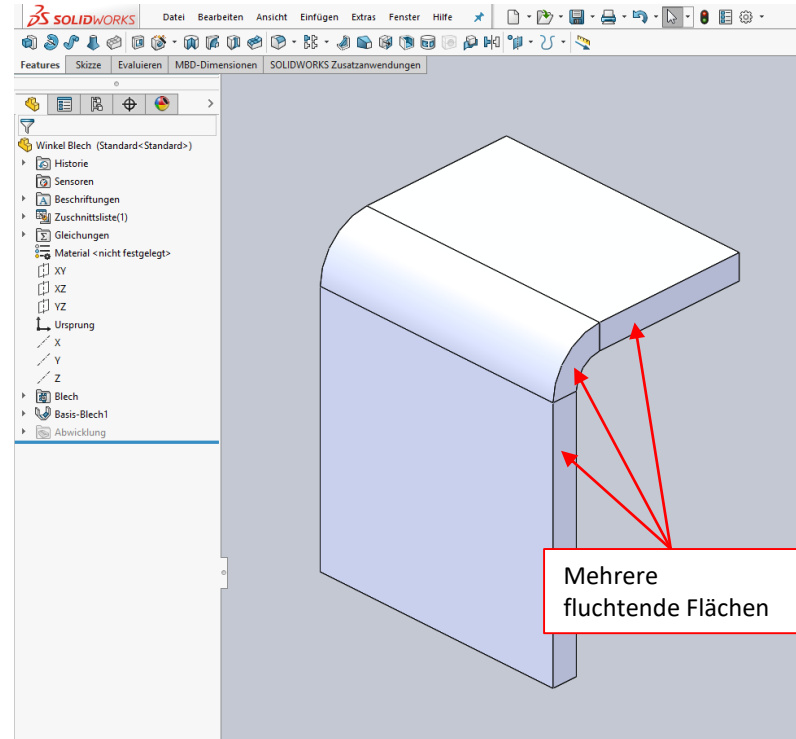 SOLIDWORKS
Datei Bearbeiten Ansicht Einfügen Extras Fenster Hilfe
Features Skizze Evaluieren MBD-Dimensionen SOLIDWORKS Zusatzanwendungen
Winkel Blech (Standard<Standard>)
Historie
Sensoren
Beschriftungen
Zuschnittsliste(1)
Gleichungen
Material <nicht festgelegt>
XY
XZ
YZ
Ursprung
X
Y
Z
Blech
Basis-Blech1
Abwicklung
Mehrere
fluchtende Flächen